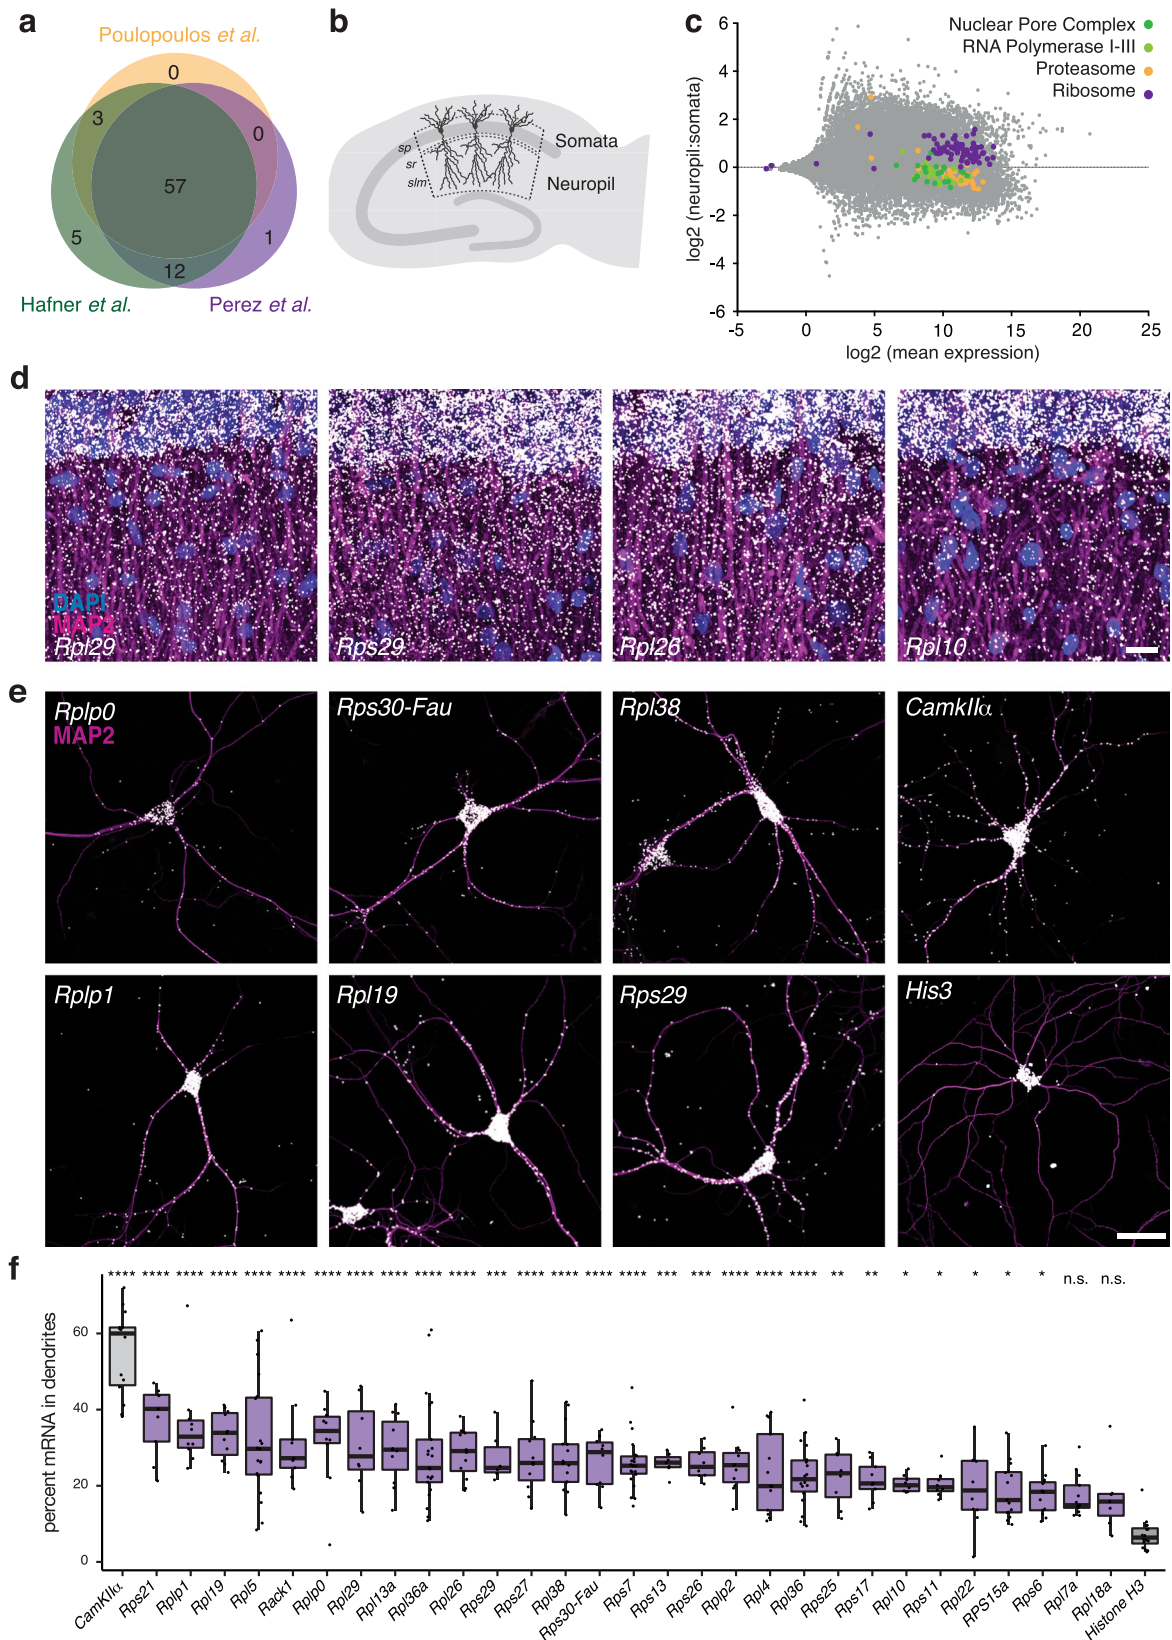 a
Poulopoulos et al.
0
3
0
57
5
1
12
Hafner et al.
Perez et al.
b
sp
sr
slm
Somata
Neuropil
c
Nuclear Pore Complex
RNA Polymerase I-III
Proteasome
Ribosome
log2 (neuropil:somata)
6
4
2
0
-2
-4
-6
-5
0
5
10
15
20
25
log2 (mean expression)
d
DAPI
MAP2
Rpl29
Rps29
Rpl26
Rpl10
e
Rplp0
MAP2
Rps30-Fau
Rpl38
CamkIIα
Rplp1
Rpl19
Rps29
His3
f
**** **** **** **** **** **** **** **** **** **** **** *** **** **** **** **** *** *** **** **** **** ** ** * * * * * n.s. n.s.
percent mRNA in dendrites
60
40
20
0
CamKIIα
Rps21
Rplp1
Rpl19
Rpl5
Rack1
Rplp0
Rpl29
Rpl13a
Rpl36a
Rpl26
Rps29
Rps27
Rpl38
Rps30-Fau
Rps7
Rps13
Rps26
Rplp2
Rpl4
Rpl36
Rps25
Rps17
Rpl10
Rps11
Rpl22
RPS15a
Rps6
Rpl7a
Rpl18a
Histone H3